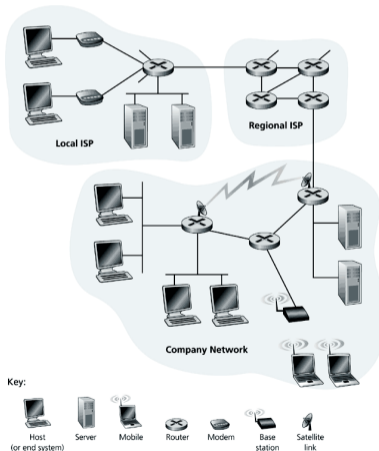 Local ISP
Regional ISP
Company Network
Key:
Host
(or end system)
Server
Mobile
Router
Modem
Base
station
Satellite
link